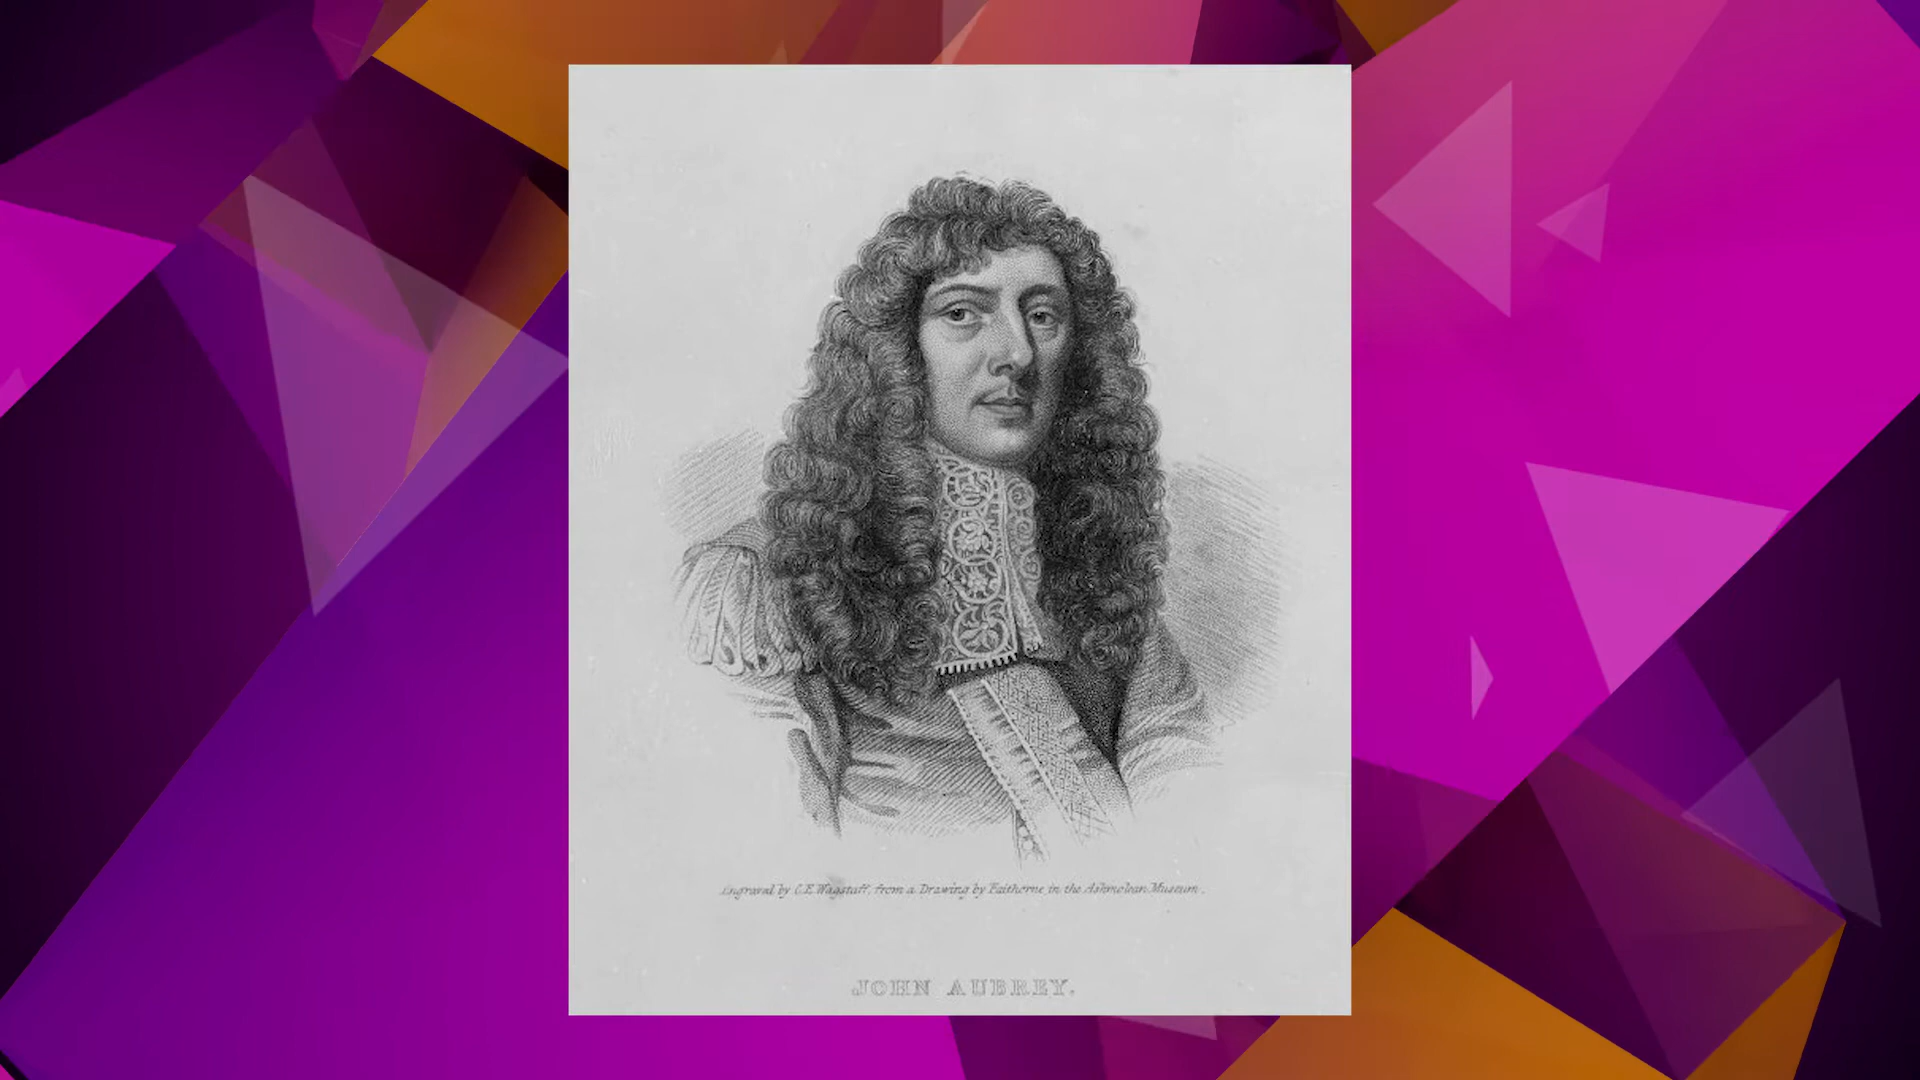 Engraved by C.E. Wagstaff, from a Drawing by Faithorne, in the Ashmolean Museum.
JOHN AUBREY.